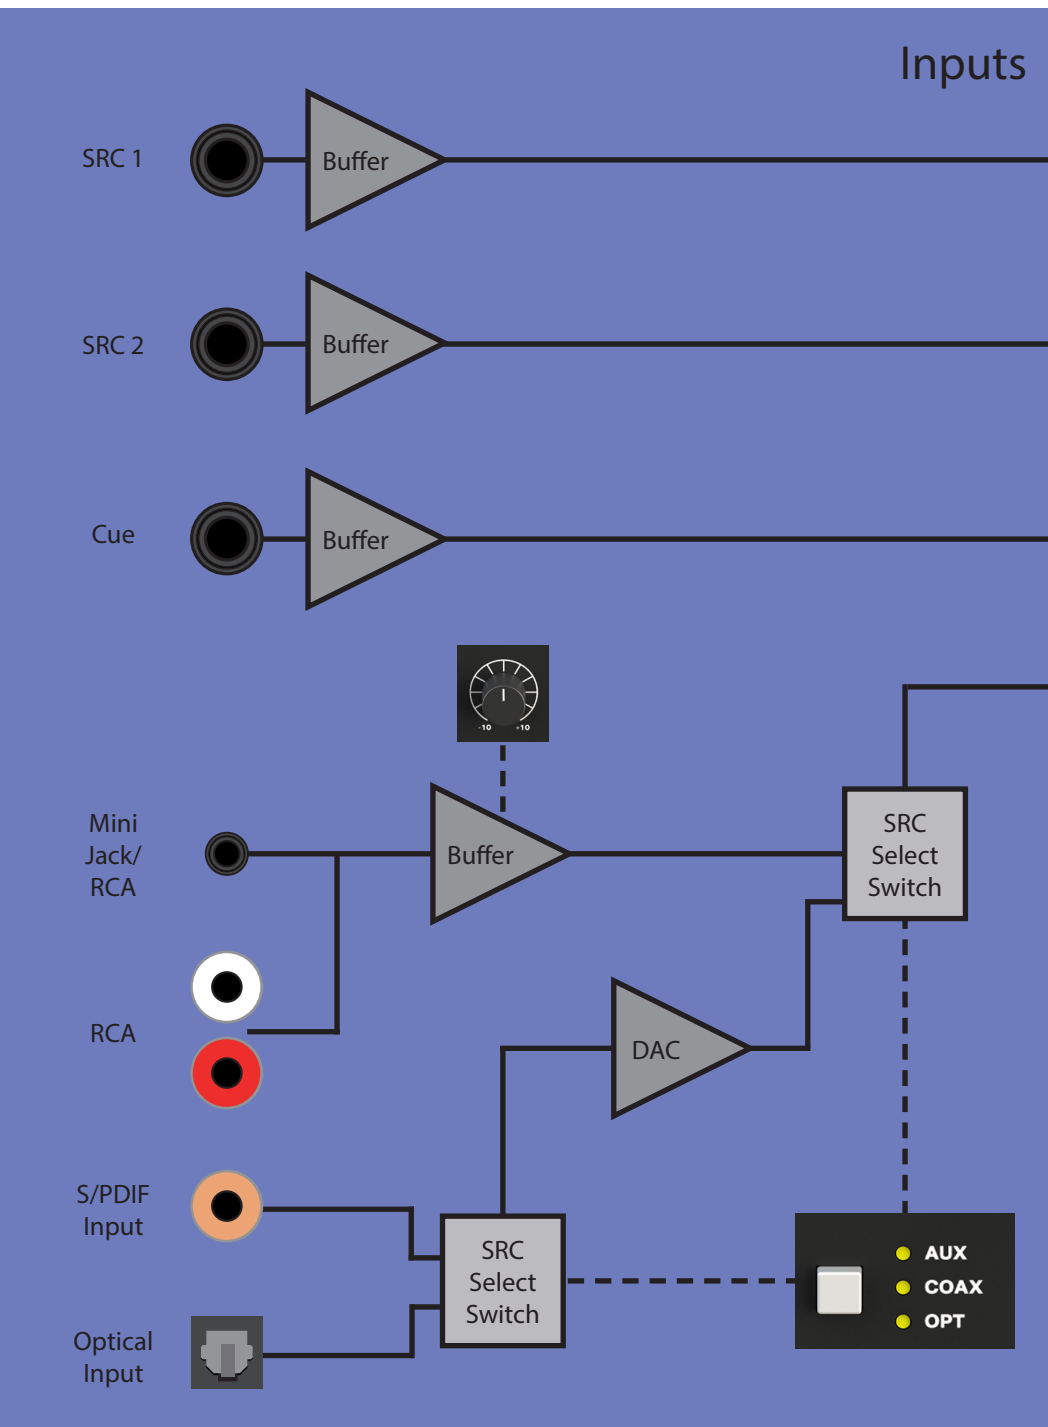 Inputs
SRC 1
Buffer
SRC 2
Buffer
Cue
Buffer
-10 +10
Mini
Jack/
RCA
Buffer
SRC
Select
Switch
RCA
DAC
S/PDIF
Input
SRC
Select
Switch
AUX
COAX
OPT
Optical
Input